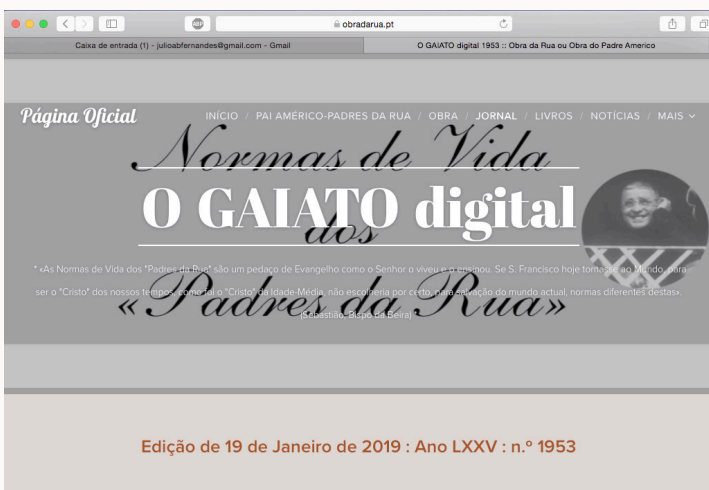 ABP
obradarua.pt
Caixa de entrada (1) - julioabfernandes@gmail.com - Gmail
O GAIATO digital 1953 :: Obra da Rua ou Obra do Padre Americo
Página Oficial
INÍCIO / PAI AMÉRICO-PADRES DA RUA / OBRA / JORNAL / LIVROS / NOTÍCIAS / MAIS
Normas de Vida
O GAIATO digital
dos
* «As Normas de Vida dos "Padres da Rua" são um pedaço de Evangelho como o Senhor o viveu e o ensinou. Se S. Francisco hoje tornasse ao Mundo, para
ser o "Cristo" dos nossos tempos, como foi o "Cristo" da Idade-Média, não escolheria por certo, para salvação do mundo actual, normas diferentes destas».
«Padres da Rua»
(Sebastião, Bispo da Beira)
Edição de 19 de Janeiro de 2019 : Ano LXXV : n.º 1953